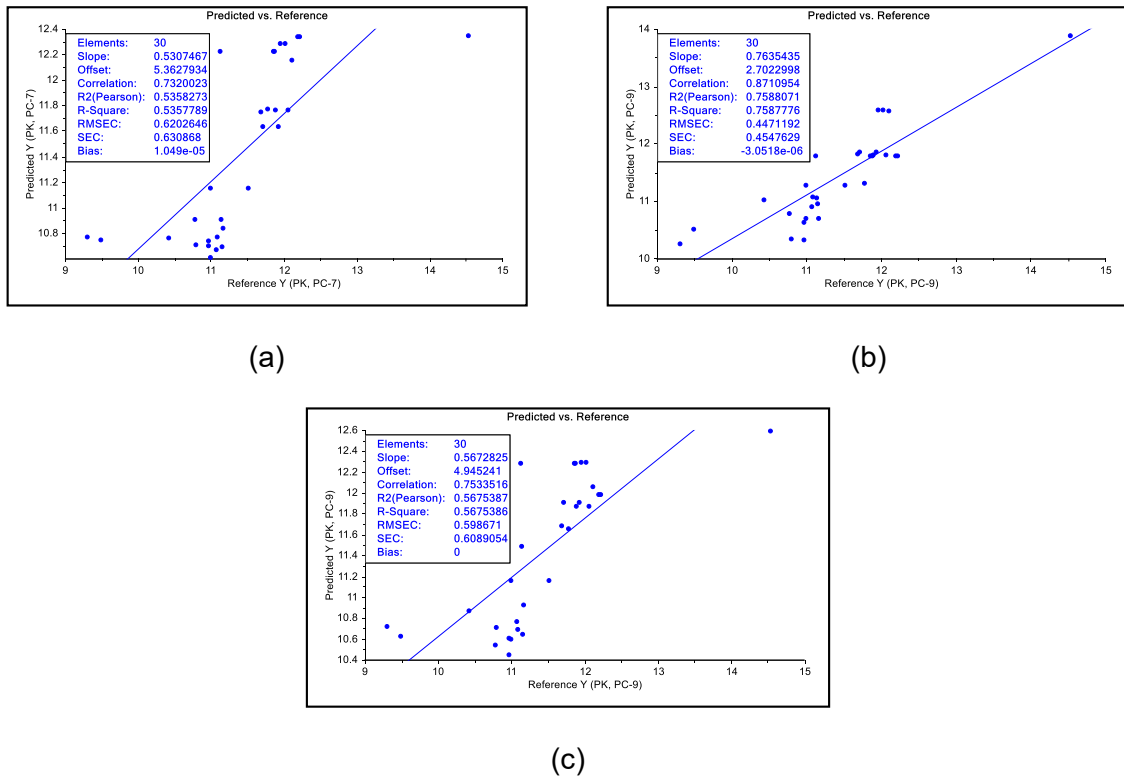 Predicted vs. Reference
12.4
12.2
12
11.8
11.6
11.4
11.2
11
10.8
Predicted Y (PK, PC-7)
Elements: 30
Slope: 0.5307467
Offset: 5.3627934
Correlation: 0.7320023
R2(Pearson): 0.5358273
R-Square: 0.5357789
RMSEC: 0.6202646
SEC: 0.630868
Bias: 1.049e-05
9 10 11 12 13 14 15
Reference Y (PK, PC-7)
(a)
Predicted vs. Reference
14
13
12
11
10
9
Predicted Y (PK, PC-9)
Elements: 30
Slope: 0.7635435
Offset: 2.7022998
Correlation: 0.8710954
R2(Pearson): 0.7588071
R-Square: 0.7587776
RMSEC: 0.4471192
SEC: 0.4547629
Bias: -3.0518e-06
9 10 11 12 13 14 15
Reference Y (PK, PC-9)
(b)
Predicted vs. Reference
12.6
12.4
12.2
12
11.8
11.6
11.4
11.2
11
10.8
10.6
10.4
Predicted Y (PK, PC-9)
Elements: 30
Slope: 0.5672825
Offset: 4.945241
Correlation: 0.7533516
R2(Pearson): 0.5675387
R-Square: 0.5675386
RMSEC: 0.598671
SEC: 0.6089054
Bias: 0
9 10 11 12 13 14 15
Reference Y (PK, PC-9)
(c)